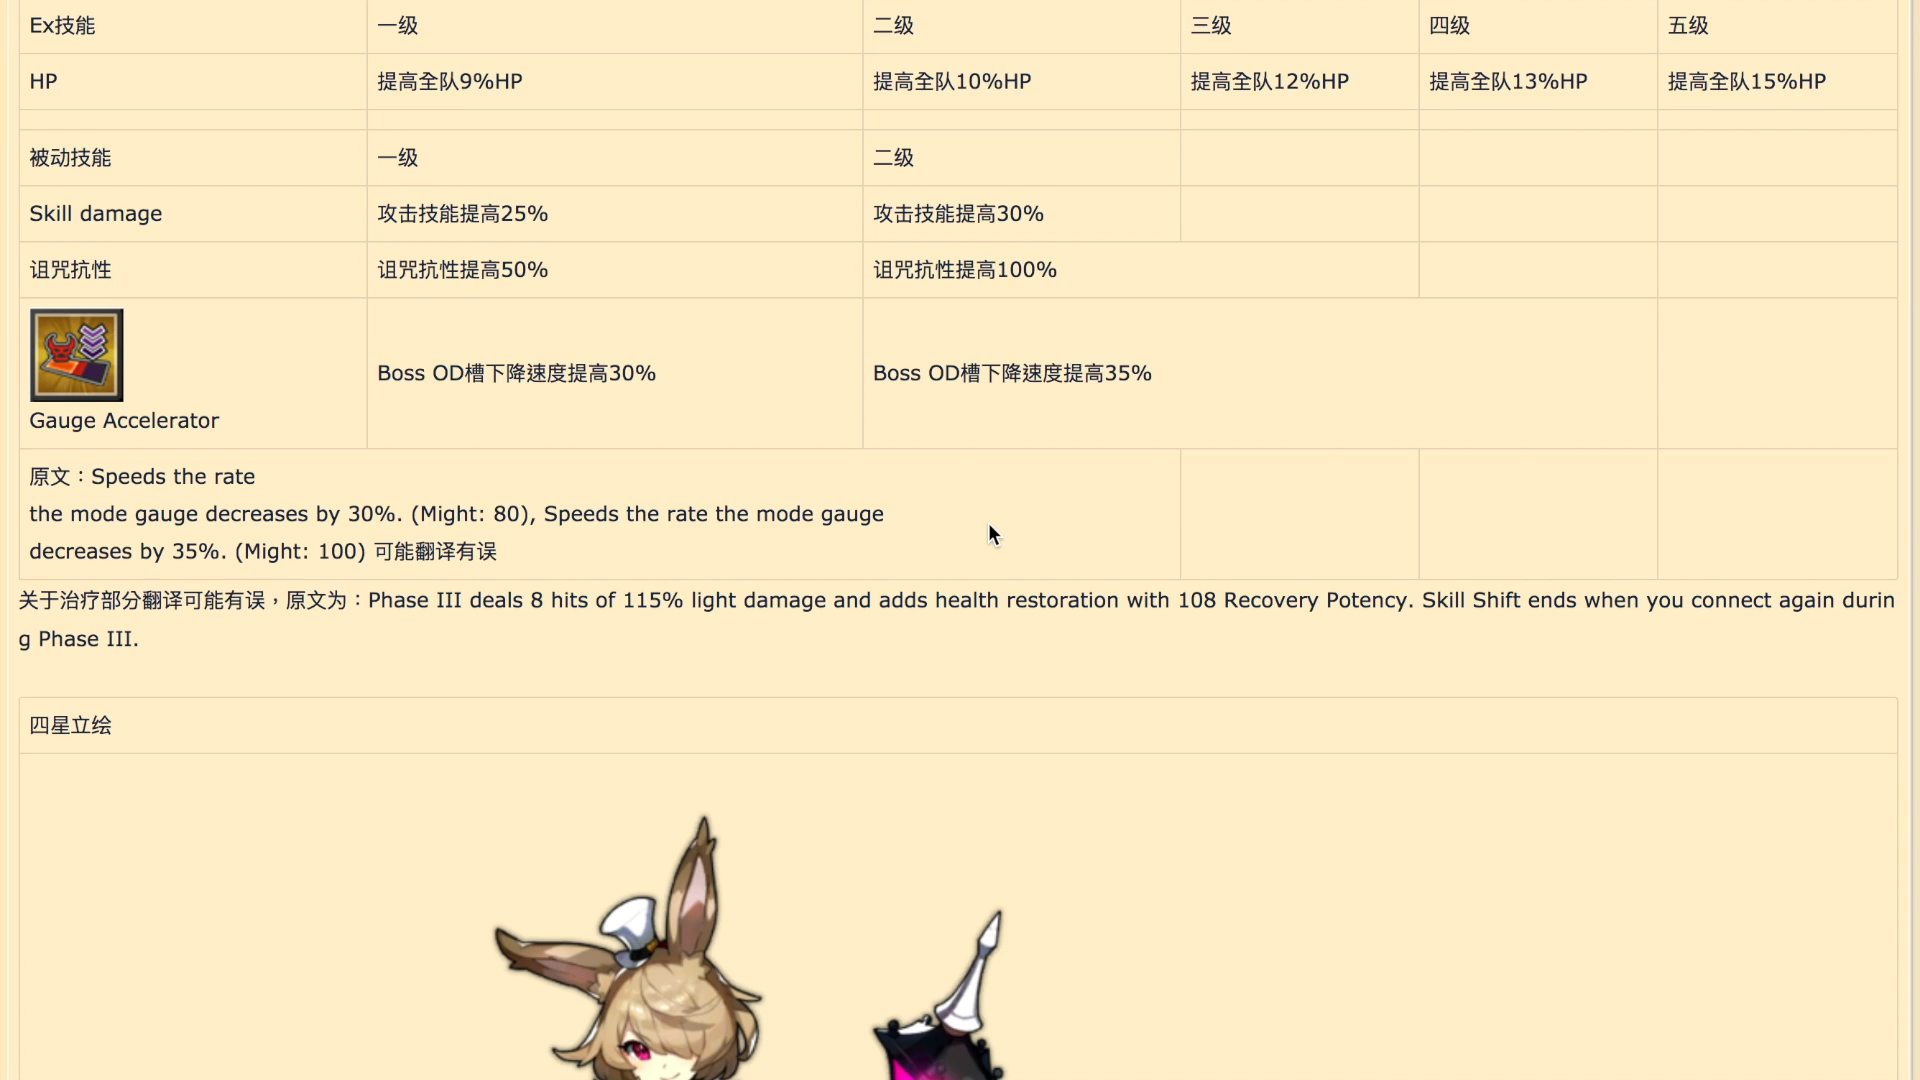 Ex技能 一级 二级 三级 四级 五级
HP 提高全队9%HP 提高全队10%HP 提高全队12%HP 提高全队13%HP 提高全队15%HP
被动技能 一级 二级
Skill damage 攻击技能提高25% 攻击技能提高30%
诅咒抗性 诅咒抗性提高50% 诅咒抗性提高100%
Gauge Accelerator Boss OD槽下降速度提高30% Boss OD槽下降速度提高35%
原文：Speeds the rate
the mode gauge decreases by 30%. (Might: 80), Speeds the rate the mode gauge
decreases by 35%. (Might: 100) 可能翻译有误
关于治疗部分翻译可能有误，原文为：Phase III deals 8 hits of 115% light damage and adds health restoration with 108 Recovery Potency. Skill Shift ends when you connect again durin
g Phase III.
四星立绘